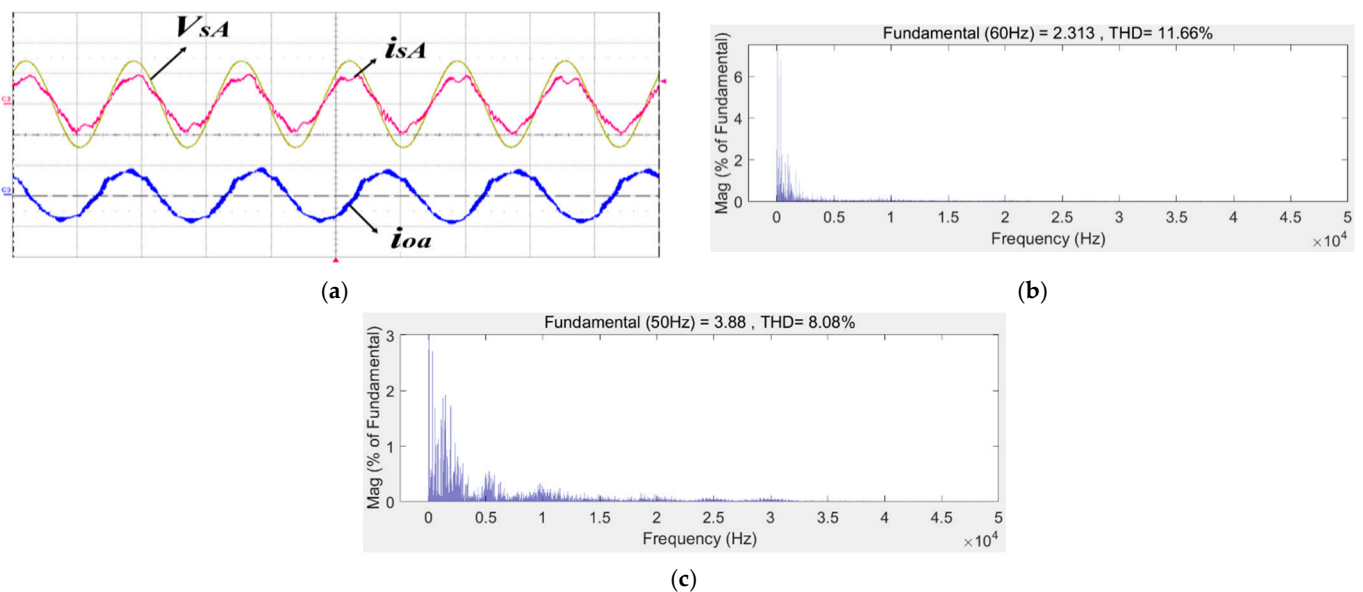 VsA
isA
ioa
(a)
Fundamental (60Hz) = 2.313 , THD= 11.66%
Mag (% of Fundamental)
6
4
2
0
0 0.5 1 1.5 2 2.5 3 3.5 4 4.5 5
Frequency (Hz)
×10^4
(b)
Fundamental (50Hz) = 3.88 , THD= 8.08%
Mag (% of Fundamental)
3
2
1
0
0 0.5 1 1.5 2 2.5 3 3.5 4 4.5 5
Frequency (Hz)
×10^4
(c)